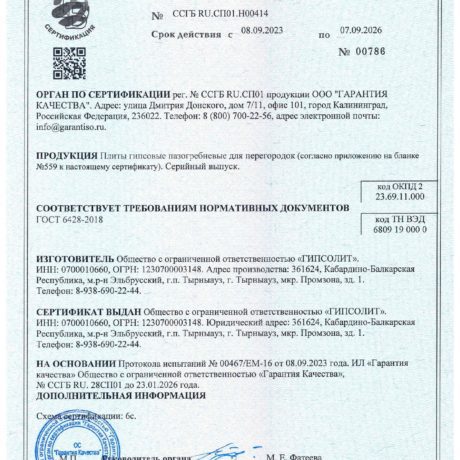 № ССГБ RU.СП01.Н00414
Срок действия с 08.09.2023 по 07.09.2026
№ 00786
СЕРТИФИКАЦИЯ
ОРГАН ПО СЕРТИФИКАЦИИ рег. № ССГБ RU.СП01 продукции ООО "ГАРАНТИЯ
КАЧЕСТВА". Адрес: улица Дмитрия Донского, дом 7/11, офис 101, город Калининград,
Российская Федерация, 236022. Телефон: 8 (800) 700-22-56, адрес электронной почты:
info@garantiso.ru
ПРОДУКЦИЯ Плиты гипсовые пазогребневые для перегородок (согласно приложению на бланке
№559 к настоящему сертификату). Серийный выпуск.
код ОКПД 2
23.69.11.000
СООТВЕТСТВУЕТ ТРЕБОВАНИЯМ НОРМАТИВНЫХ ДОКУМЕНТОВ
ГОСТ 6428-2018
код ТН ВЭД
6809 19 000 0
ИЗГОТОВИТЕЛЬ Общество с ограниченной ответственностью «ГИПСОЛИТ».
ИНН: 0700010660, ОГРН: 1230700003148. Адрес производства: 361624, Кабардино-Балкарская
Республика, м.р-н Эльбрусский, г.п. Тырныауз, г. Тырныауз, мкр. Промзона, зд. 1.
Телефон: 8-938-690-22-44.
СЕРТИФИКАТ ВЫДАН Общество с ограниченной ответственностью «ГИПСОЛИТ».
ИНН: 0700010660, ОГРН: 1230700003148. Юридический адрес: 361624, Кабардино-Балкарская
Республика, м.р-н Эльбрусский, г.п. Тырныауз, г. Тырныауз, мкр. Промзона, зд. 1.
Телефон: 8-938-690-22-44.
НА ОСНОВАНИИ Протокола испытаний № 00467/ЕМ-16 от 08.09.2023 года. ИЛ «Гарантия
качества» Общество с ограниченной ответственностью «Гарантия Качества»,
№ ССГБ RU. 28СП01 до 23.01.2026 года.
ДОПОЛНИТЕЛЬНАЯ ИНФОРМАЦИЯ
Схема сертификации: 6с.
ОС
"Гарантия Качества"
М.П. Руководитель органа М. Е. Фатеева